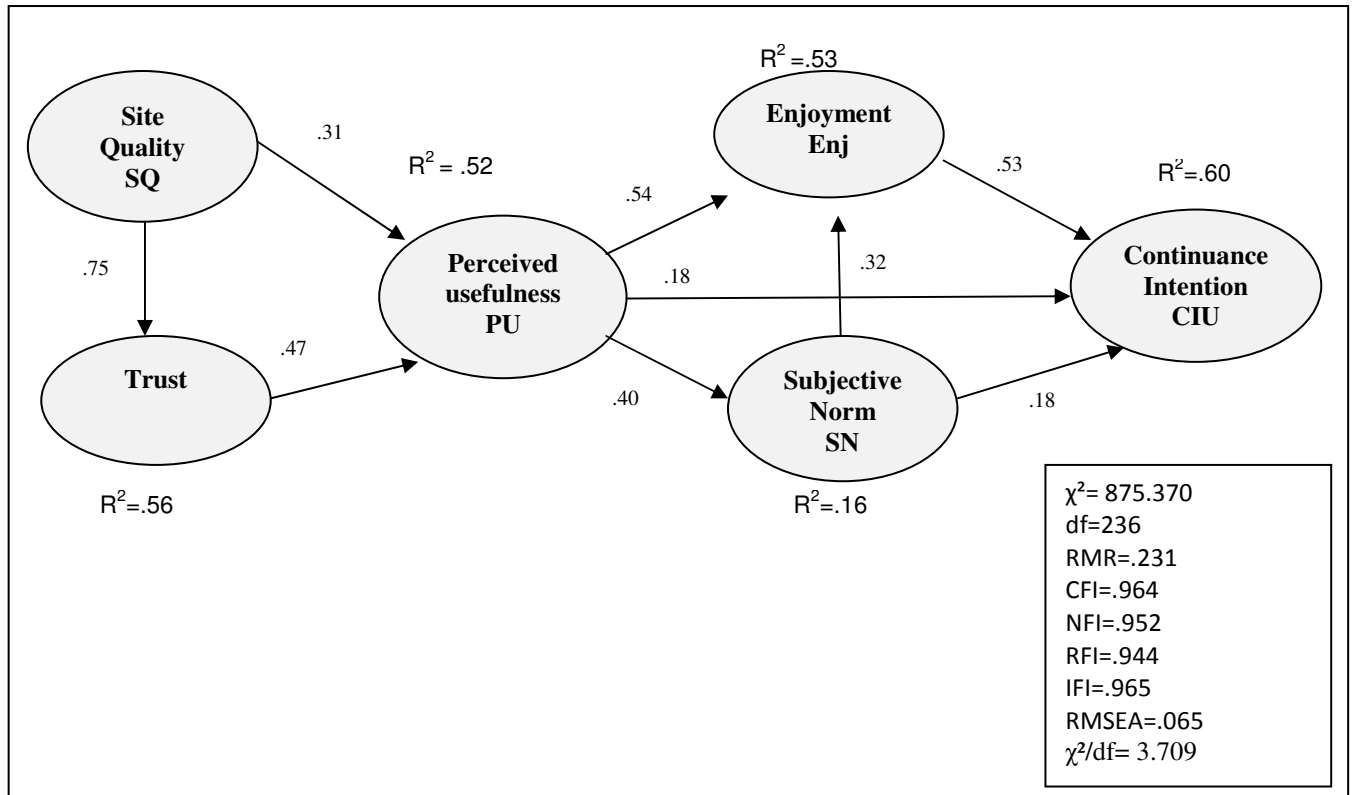 R²=.53
Site
Quality
SQ
Enjoyment
Enj
.31
R² = .52
.54
.53
R²=.60
.75
Perceived
usefulness
PU
.18
.32
Continuance
Intention
CIU
Trust
.47
.40
Subjective
Norm
SN
.18
R²=.56
R²=.16
χ²= 875.370
df=236
RMR=.231
CFI=.964
NFI=.952
RFI=.944
IFI=.965
RMSEA=.065
χ²/df= 3.709